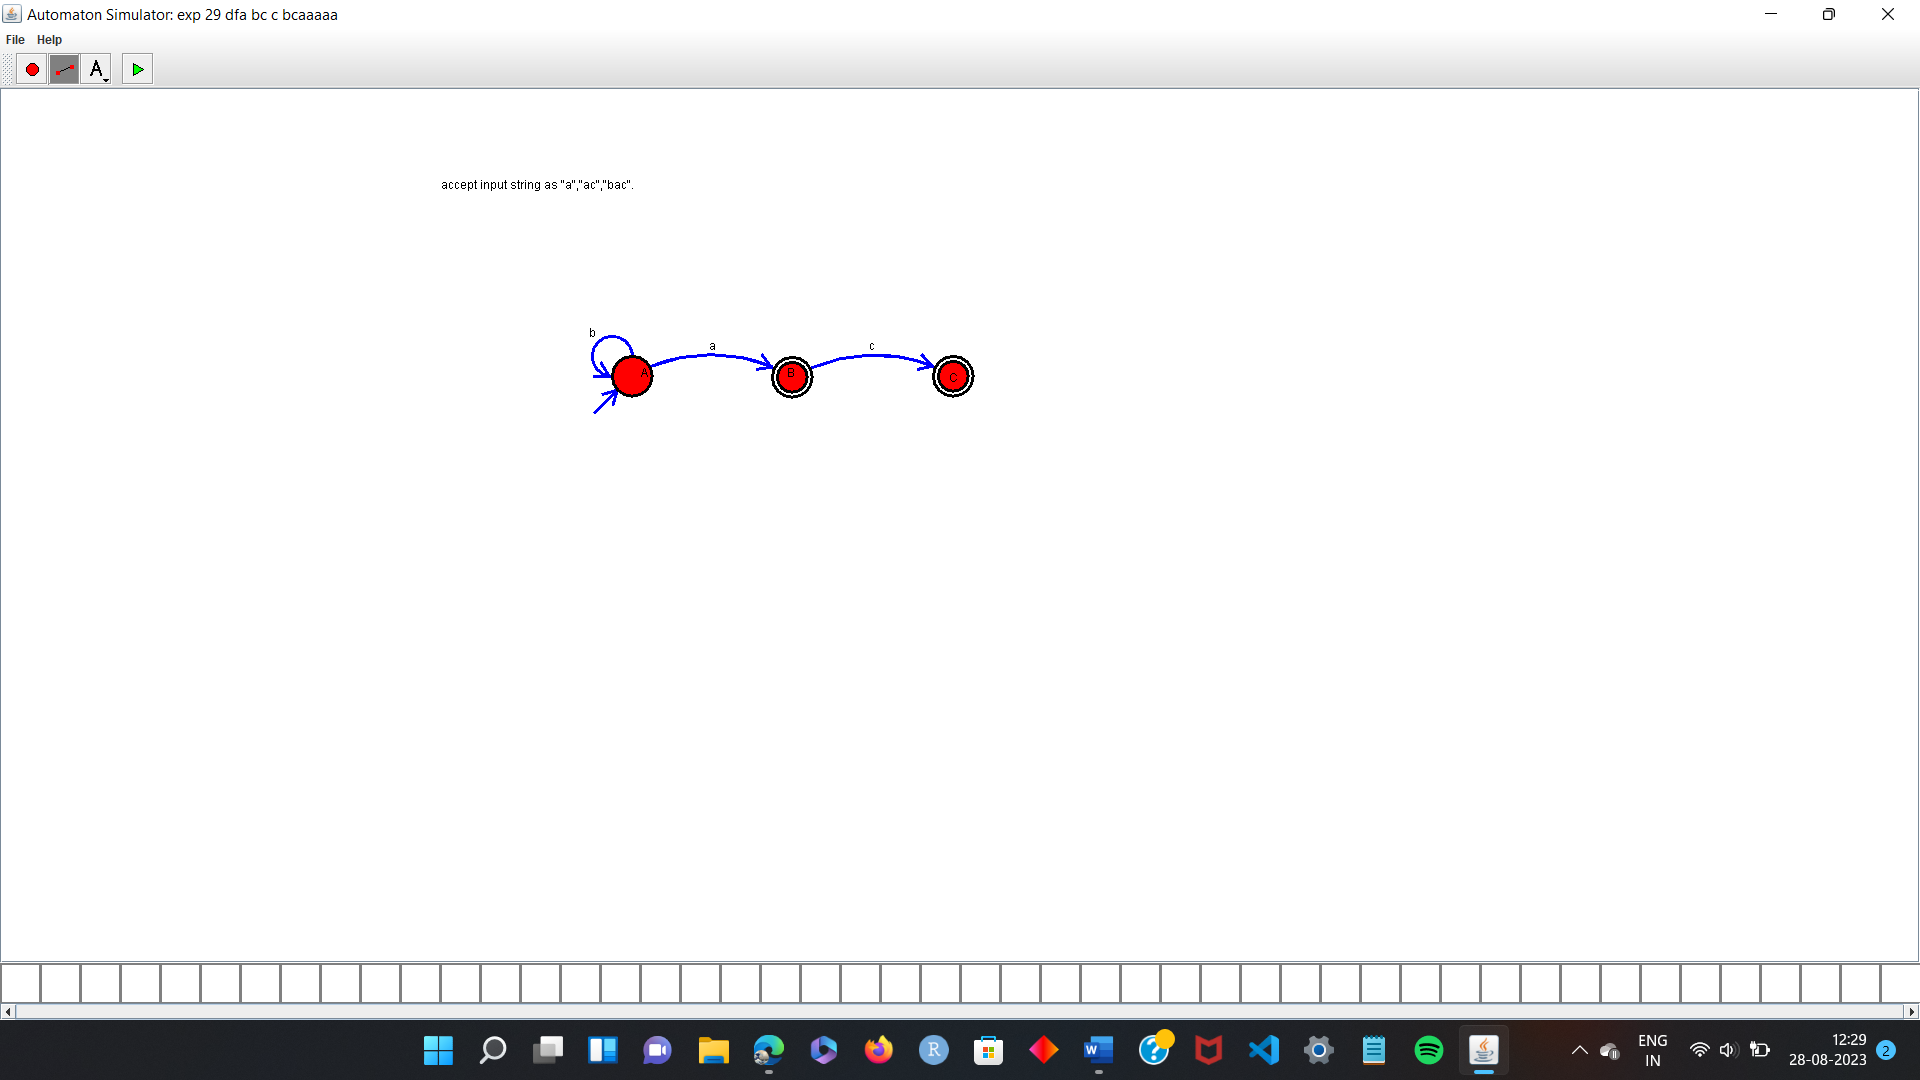 Automaton Simulator: exp 29 dfa bc c bcaaaaa
File Help
A
accept input string as "a","ac","bac".
b
a
c
A
B
C
R
W
?
ENG
IN
12:29
28-08-2023
2